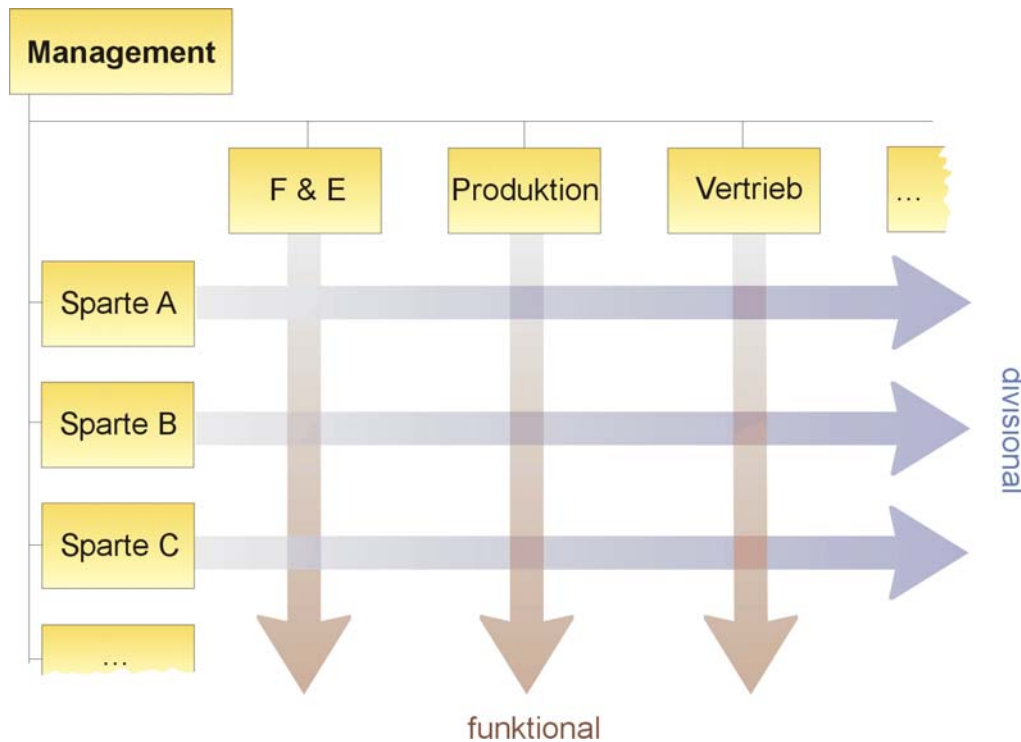 Management
F & E
Produktion
Vertrieb
...
Sparte A
Sparte B
Sparte C
...
divisional
funktional